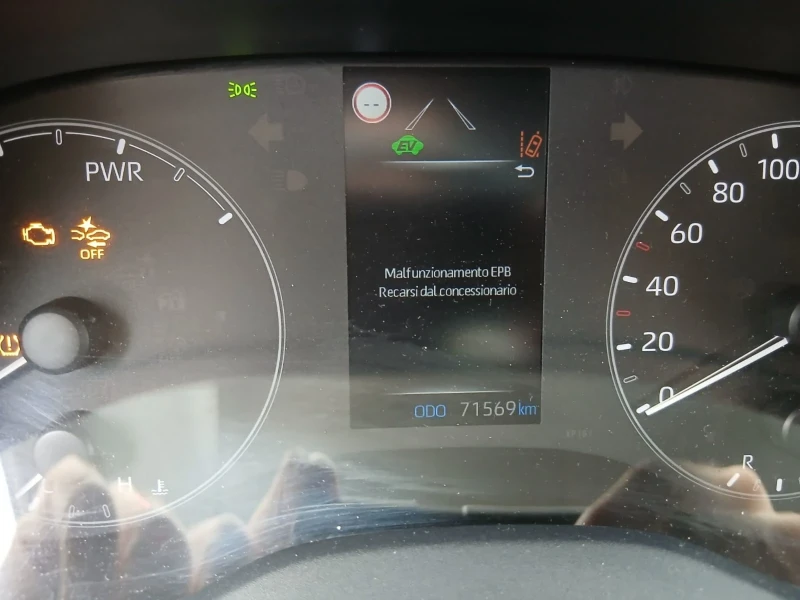 PWR
EV
OFF
Malfunzionamento EPB
Recarsi dal concessionario
ODO 71569 km
100
80
60
40
20
0
H
R